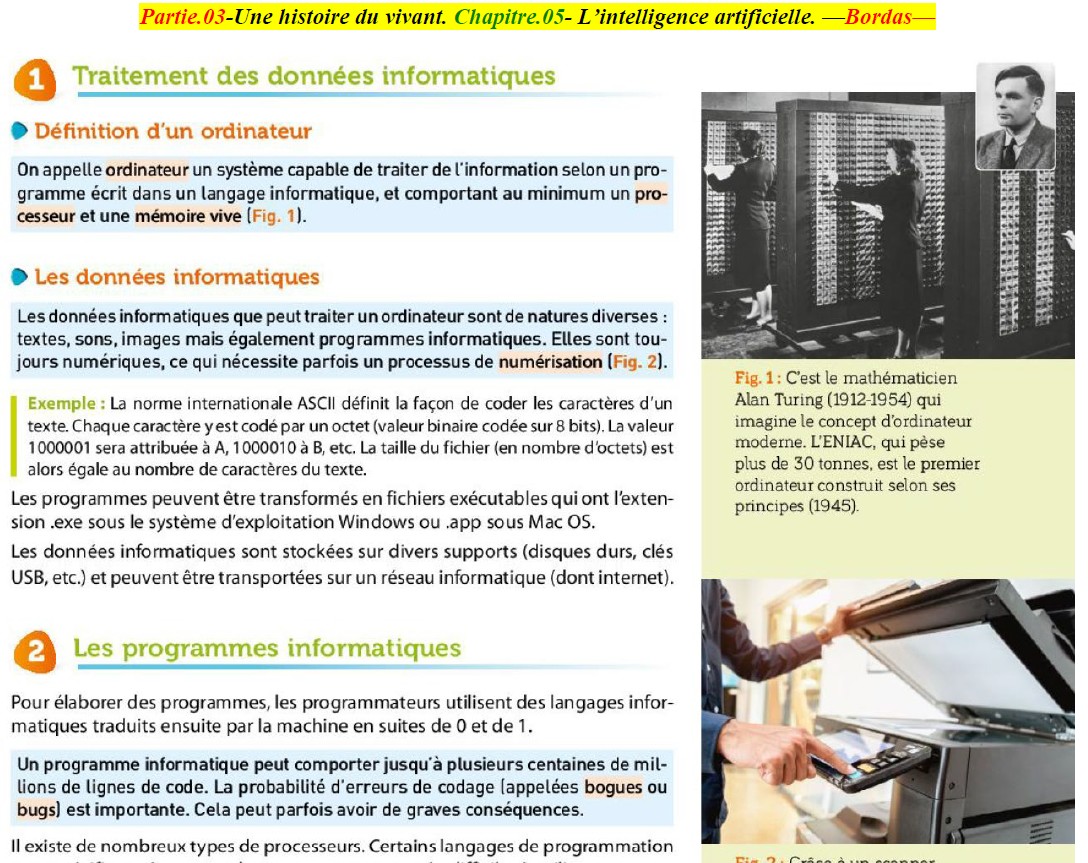 Partie.03-Une histoire du vivant. Chapitre.05- L'intelligence artificielle. —Bordas—
1 Traitement des données informatiques
Définition d'un ordinateur
On appelle ordinateur un système capable de traiter de l'information selon un pro-
gramme écrit dans un langage informatique, et comportant au minimum un pro-
cesseur et une mémoire vive (Fig. 1).
Les données informatiques
Les données informatiques que peut traiter un ordinateur sont de natures diverses :
textes, sons, images mais également programmes informatiques. Elles sont tou-
jours numériques, ce qui nécessite parfois un processus de numérisation (Fig. 2).
Exemple : La norme internationale ASCII définit la façon de coder les caractères d'un
texte. Chaque caractère y est codé par un octet (valeur binaire codée sur 8 bits). La valeur
1000001 sera attribuée à A, 1000010 à B, etc. La taille du fichier (en nombre d'octets) est
alors égale au nombre de caractères du texte.
Les programmes peuvent être transformés en fichiers exécutables qui ont l'exten-
sion .exe sous le système d'exploitation Windows ou .app sous Mac OS.
Les données informatiques sont stockées sur divers supports (disques durs, clés
USB, etc.) et peuvent être transportées sur un réseau informatique (dont internet).
2 Les programmes informatiques
Pour élaborer des programmes, les programmateurs utilisent des langages infor-
matiques traduits ensuite par la machine en suites de 0 et de 1.
Un programme informatique peut comporter jusqu'à plusieurs centaines de mil-
lions de lignes de code. La probabilité d'erreurs de codage (appelées bogues ou
bugs) est importante. Cela peut parfois avoir de graves conséquences.
Il existe de nombreux types de processeurs. Certains langages de programmation
Fig. 1 : C'est le mathématicien
Alan Turing (1912-1954) qui
imagine le concept d'ordinateur
moderne. L'ENIAC, qui pèse
plus de 30 tonnes, est le premier
ordinateur construit selon ses
principes (1945).
Fig. 2 : Grâce à un scanner